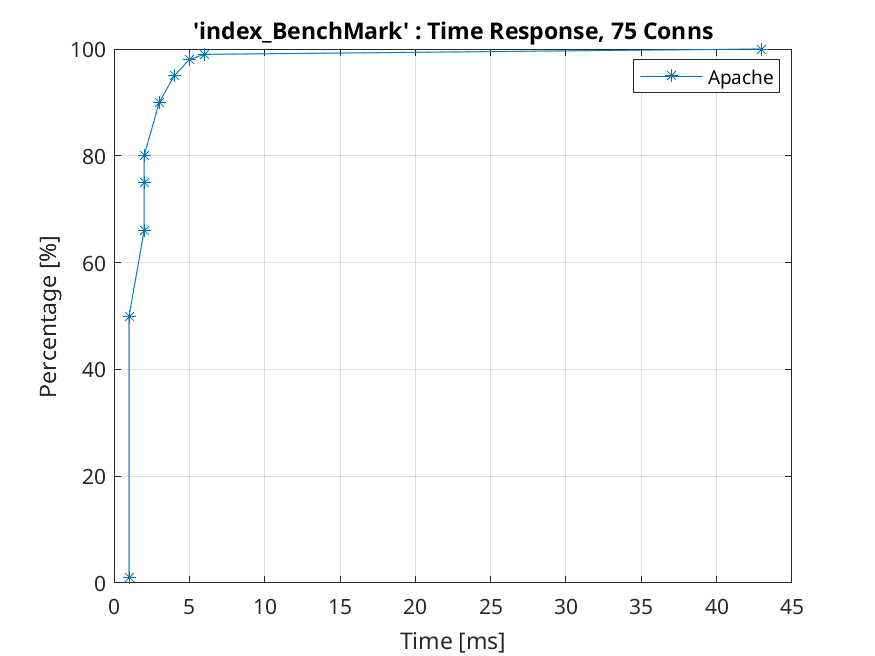 'index_BenchMark' : Time Response, 75 Conns
100
80
60
40
20
0
Percentage [%]
Apache
0 5 10 15 20 25 30 35 40 45
Time [ms]